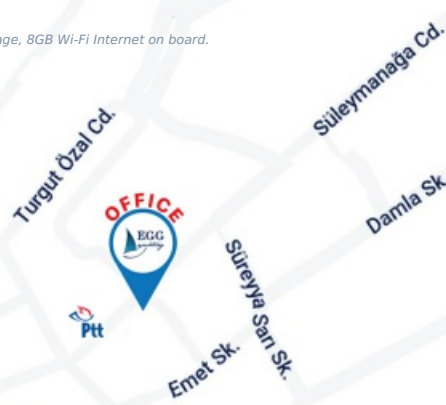 age, 8GB Wi-Fi Internet on board.
Süleymanağa Cd.
Turgut Özal Cd.
OFFICE
EGG
yachting
Damla Sk
Süreyya Sarı Sk.
Ptt
Emet Sk.